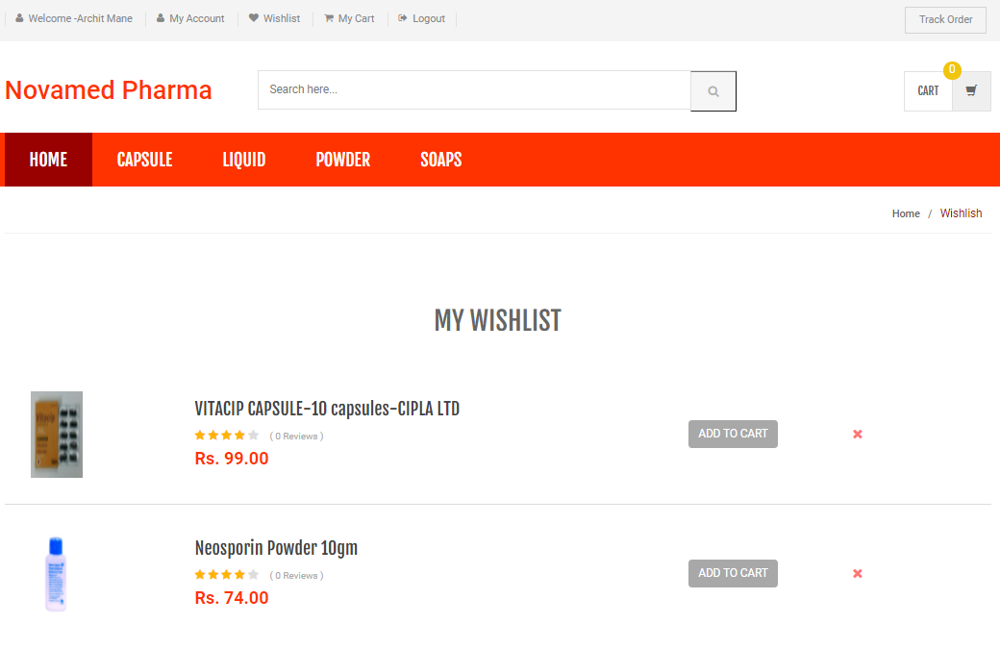 Welcome -Archit Mane My Account Wishlist My Cart Logout Track Order
Novamed Pharma Search here... CART 0
HOME CAPSULE LIQUID POWDER SOAPS
Home / Wishlish
MY WISHLIST
VITACIP CAPSULE-10 capsules-CIPLA LTD
( 0 Reviews )
Rs. 99.00
ADD TO CART
Neosporin Powder 10gm
( 0 Reviews )
Rs. 74.00
ADD TO CART